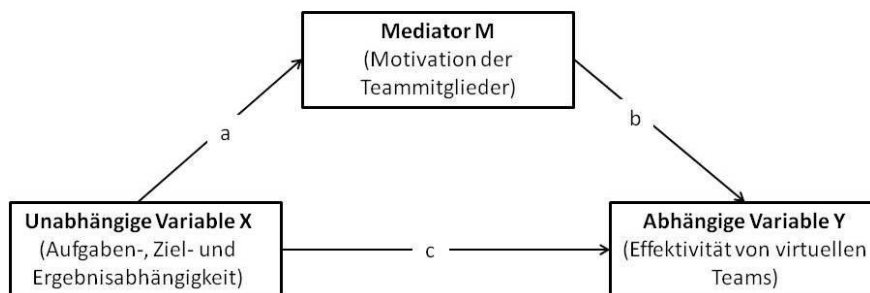 Mediator M
(Motivation der
Teammitglieder)
a
b
Unabhängige Variable X
(Aufgaben-, Ziel- und
Ergebnisabhängigkeit)
c
Abhängige Variable Y
(Effektivität von virtuellen
Teams)